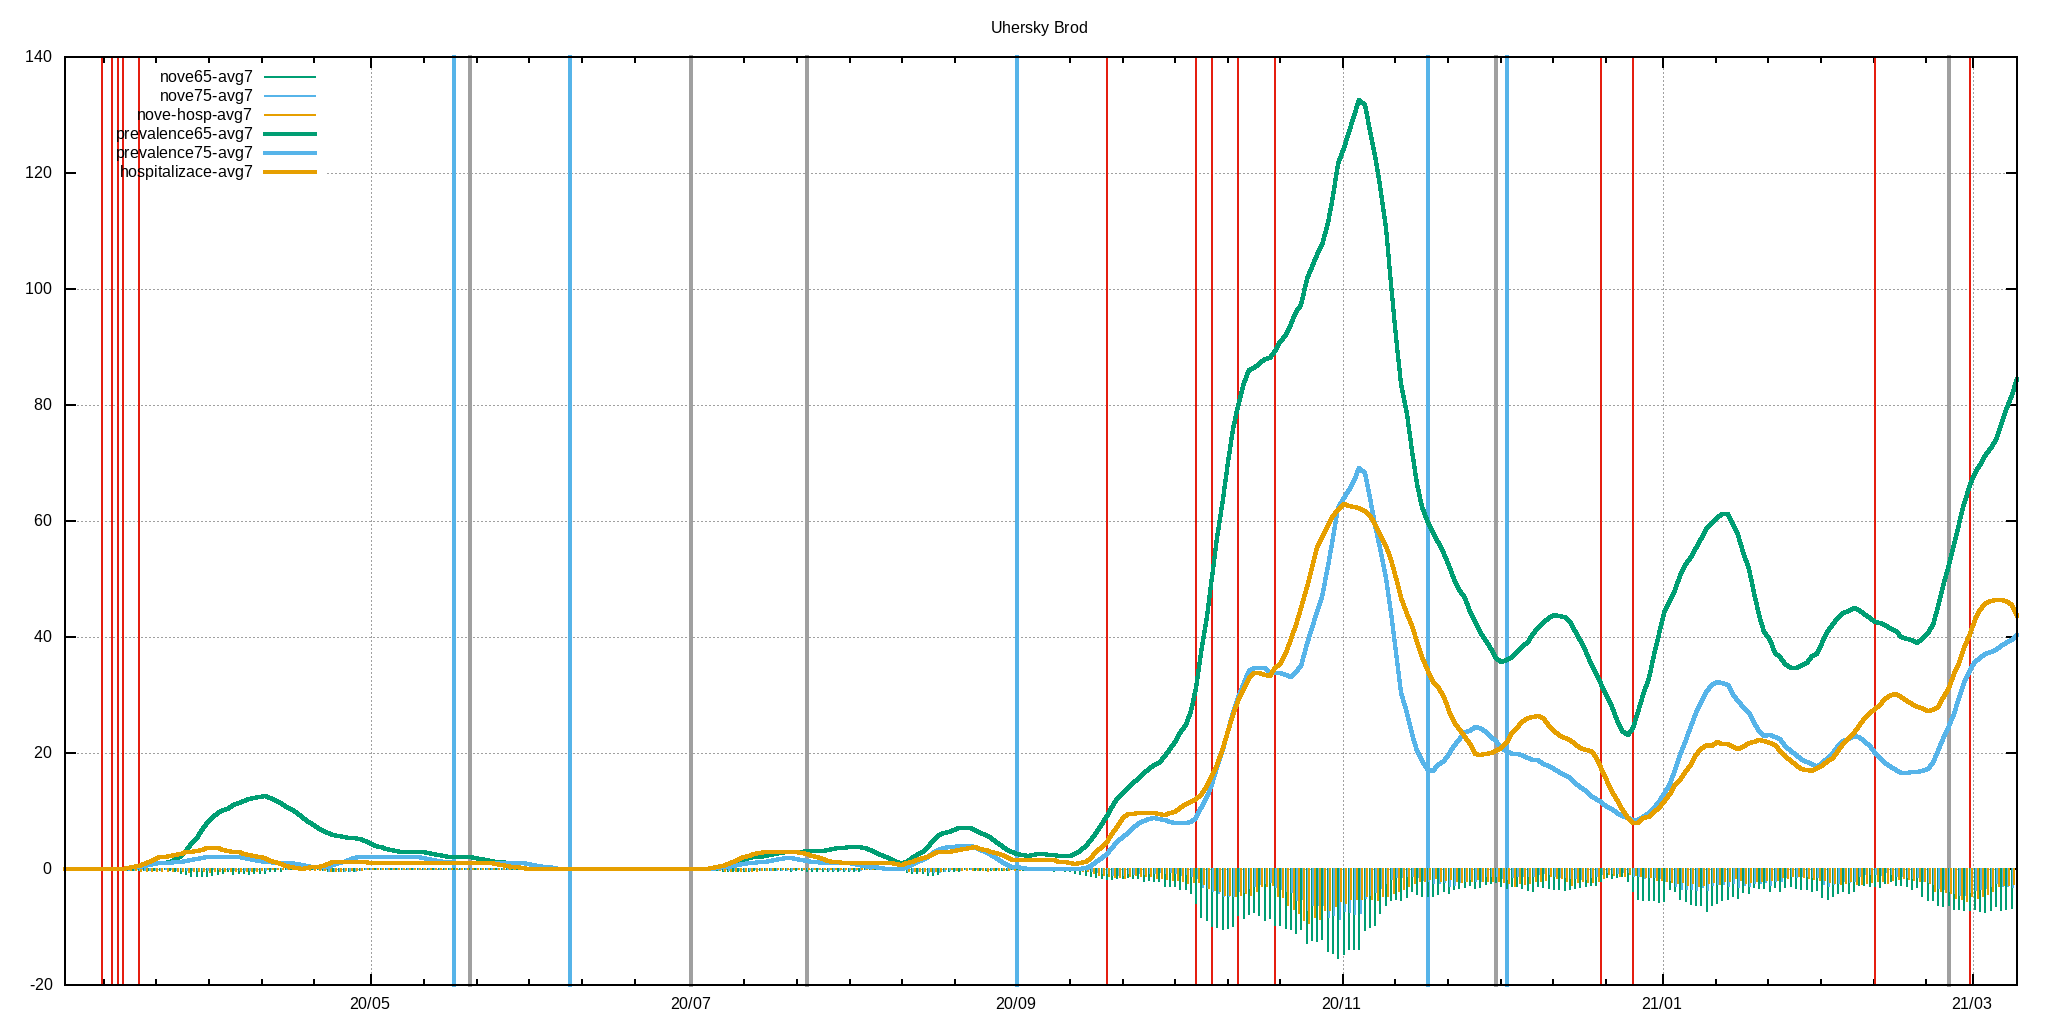 Uhersky Brod
140
120
100
80
60
40
20
0
-20
nove65-avg7
nove75-avg7
nove-hosp-avg7
prevalence65-avg7
prevalence75-avg7
hospitalizace-avg7
20/05
20/07
20/09
20/11
21/01
21/03